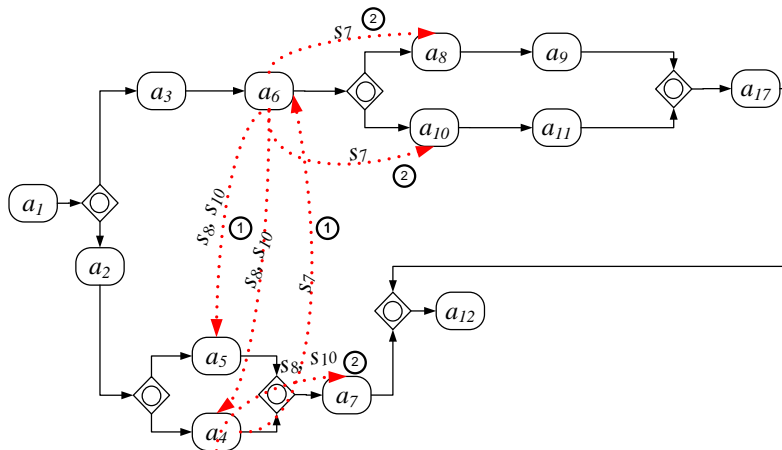 s7 2
a8 a9
a3 a6 a17
a10 a11
s7 2
a1
s8, s10 1 s8, s10 1
a2 s7
a12
a5
s8, s10 2
a7
a4